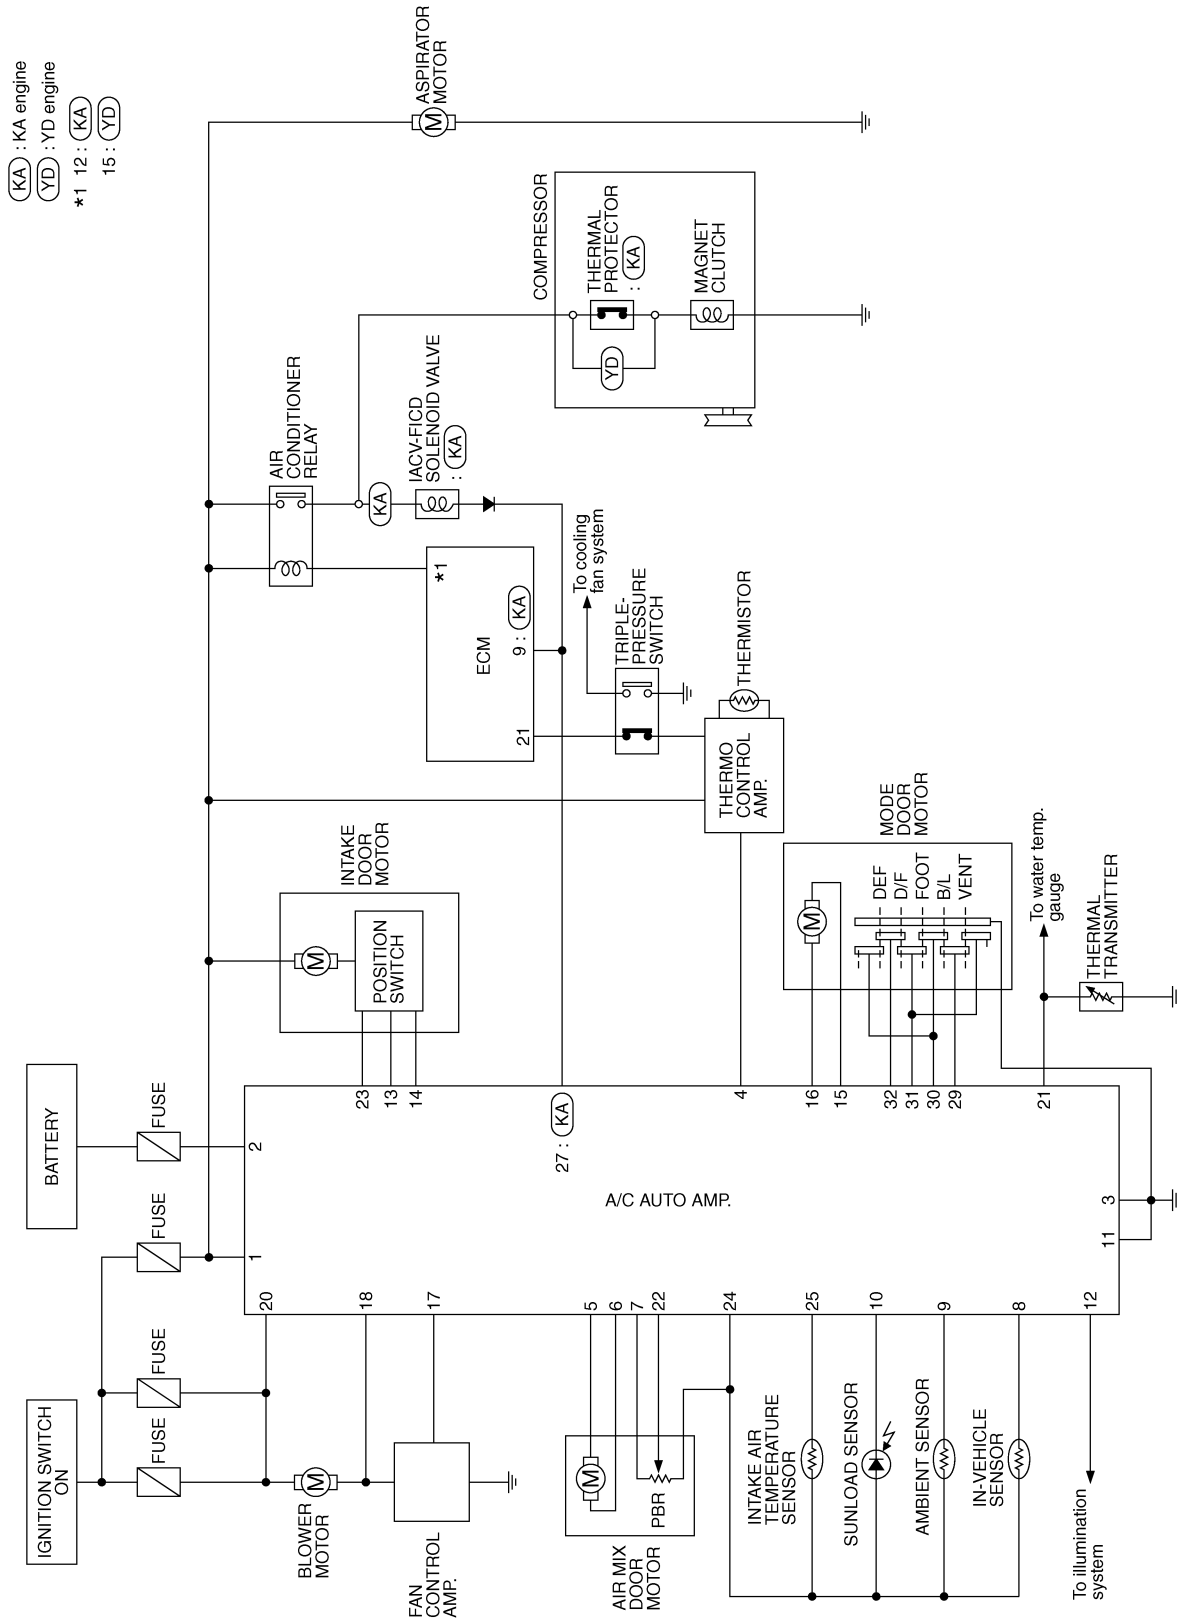 KA : KA engine
YD : YD engine
*1 12 : KA
15 : YD
IGNITION SWITCH
ON
BATTERY
FUSE
FUSE
FUSE
FUSE
BLOWER
MOTOR
M
FAN
CONTROL
AMP.
AIR MIX
DOOR
MOTOR
M
PBR
INTAKE AIR
TEMPERATURE
SENSOR
SUNLOAD SENSOR
AMBIENT SENSOR
IN-VEHICLE
SENSOR
To illumination
system
20
18
17
5
6
7
22
24
25
10
9
8
12
1
2
A/C AUTO AMP.
11
3
23
13
14
27 : KA
4
16
15
32
31
30
29
21
INTAKE
DOOR
MOTOR
M
POSITION
SWITCH
MODE
DOOR
MOTOR
M
DEF
D/F
FOOT
B/L
VENT
To water temp.
gauge
THERMAL
TRANSMITTER
THERMO
CONTROL
AMP.
THERMISTOR
TRIPLE-
PRESSURE
SWITCH
To cooling
fan system
ECM
21
9 : KA
*1
AIR
CONDITIONER
RELAY
KA
IACV-FICD
SOLENOID VALVE
: KA
COMPRESSOR
THERMAL
PROTECTOR
: KA
YD
MAGNET
CLUTCH
ASPIRATOR
MOTOR
M